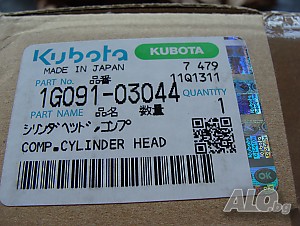 Kubota KUBOTA
MADE IN JAPAN 7 479
PART NO. 品番 11Q1311
1G091-03044 QUANTITY
PART NAME 品名 数量 1
シリンダヘッド,コンプ
COMP.CYLINDER HEAD
OK
ALO.bg